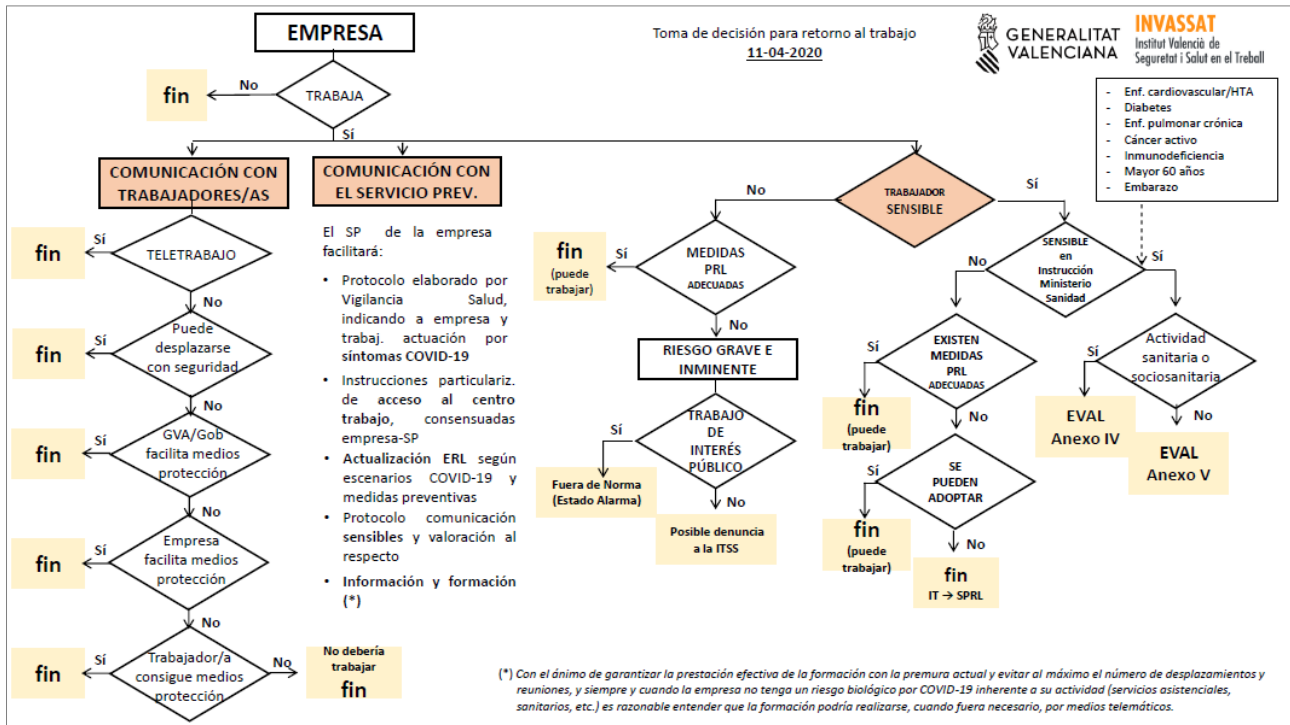 EMPRESA
Toma de decisión para retorno al trabajo
11-04-2020
GENERALITAT
VALENCIANA
INVASSAT
Institut Valencià de
Seguretat i Salut en el Treball
fin
No
TRABAJA
Sí
- Enf. cardiovascular/HTA
- Diabetes
- Enf. pulmonar crónica
- Cáncer activo
- Inmunodeficiencia
- Mayor 60 años
- Embarazo
COMUNICACIÓN CON
TRABAJADORES/AS
fin
Sí
TELETRABAJO
No
fin
Sí
Puede
desplazarse
con seguridad
No
fin
Sí
GVA/Gob
facilita medios
protección
No
fin
Sí
Empresa
facilita medios
protección
No
fin
Sí
Trabajador/a
consigue medios
protección
No
No debería
trabajar
fin
COMUNICACIÓN CON
EL SERVICIO PREV.
El SP de la empresa
facilitará:
• Protocolo elaborado por
Vigilancia Salud,
indicando a empresa y
trabaj. actuación por
síntomas COVID-19
• Instrucciones particulariz.
de acceso al centro
trabajo, consensuadas
empresa-SP
• Actualización ERL según
escenarios COVID-19 y
medidas preventivas
• Protocolo comunicación
sensibles y valoración al
respecto
• Información y formación
(*)
TRABAJADOR
SENSIBLE
No
Sí
MEDIDAS
PRL
ADECUADAS
Sí
fin
(puede
trabajar)
No
RIESGO GRAVE E
INMINENTE
TRABAJO
DE
INTERÉS
PÚBLICO
Sí
Fuera de Norma
(Estado Alarma)
No
Posible denuncia
a la ITSS
SENSIBLE
en
Instrucción
Ministerio
Sanidad
No
Sí
EXISTEN
MEDIDAS
PRL
ADECUADAS
Sí
fin
(puede
trabajar)
No
SE
PUEDEN
ADOPTAR
Sí
fin
(puede
trabajar)
No
fin
IT → SPRL
Actividad
sanitaria o
sociosanitaria
Sí
EVAL
Anexo IV
No
EVAL
Anexo V
(*) Con el ánimo de garantizar la prestación efectiva de la formación con la premura actual y evitar al máximo el número de desplazamientos y
reuniones, y siempre y cuando la empresa no tenga un riesgo biológico por COVID-19 inherente a su actividad (servicios asistenciales,
sanitarios, etc.) es razonable entender que la formación podría realizarse, cuando fuera necesario, por medios telemáticos.